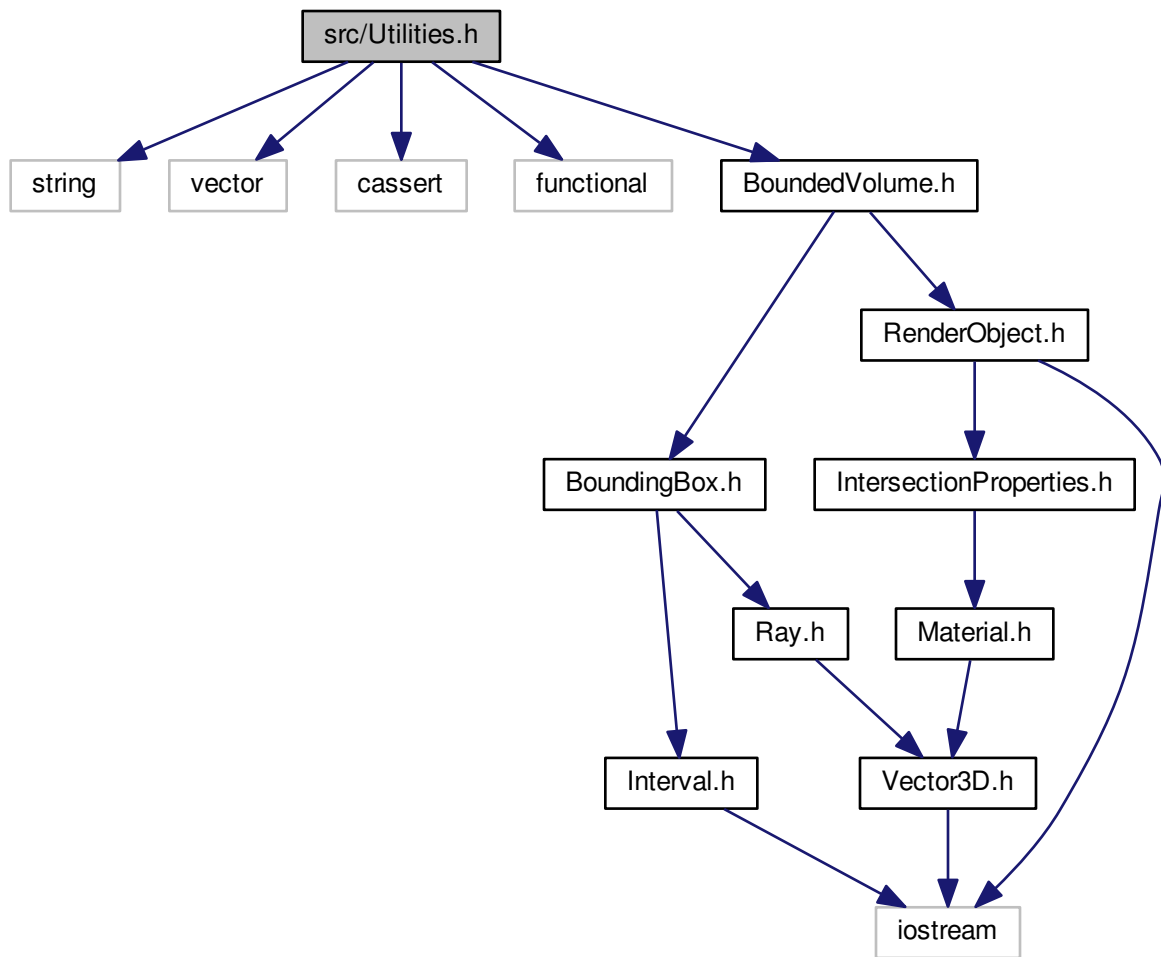 src/Utilities.h
string
vector
cassert
functional
BoundedVolume.h
RenderObject.h
BoundingBox.h
IntersectionProperties.h
Ray.h
Material.h
Interval.h
Vector3D.h
iostream